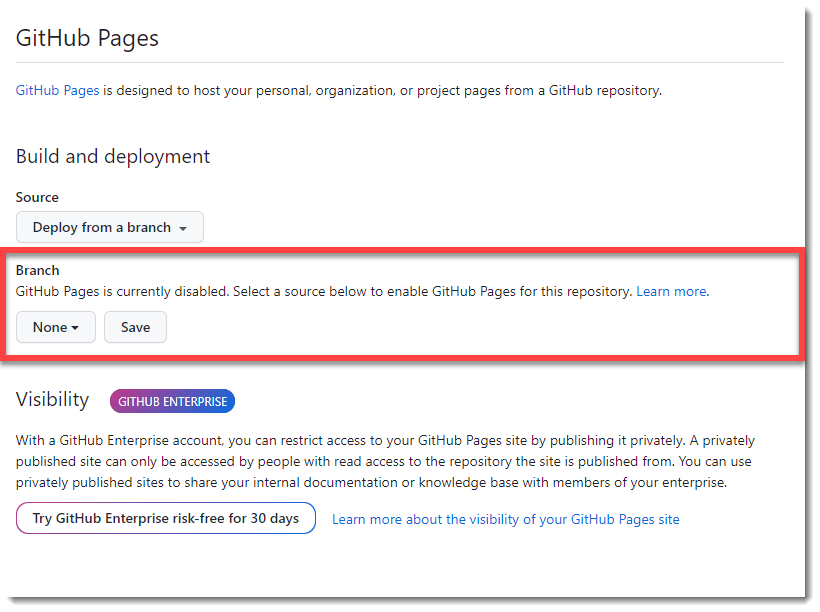 GitHub Pages
GitHub Pages is designed to host your personal, organization, or project pages from a GitHub repository.
Build and deployment
Source
Deploy from a branch
Branch
GitHub Pages is currently disabled. Select a source below to enable GitHub Pages for this repository. Learn more.
None Save
Visibility GITHUB ENTERPRISE
With a GitHub Enterprise account, you can restrict access to your GitHub Pages site by publishing it privately. A privately
published site can only be accessed by people with read access to the repository the site is published from. You can use
privately published sites to share your internal documentation or knowledge base with members of your enterprise.
Try GitHub Enterprise risk-free for 30 days Learn more about the visibility of your GitHub Pages site